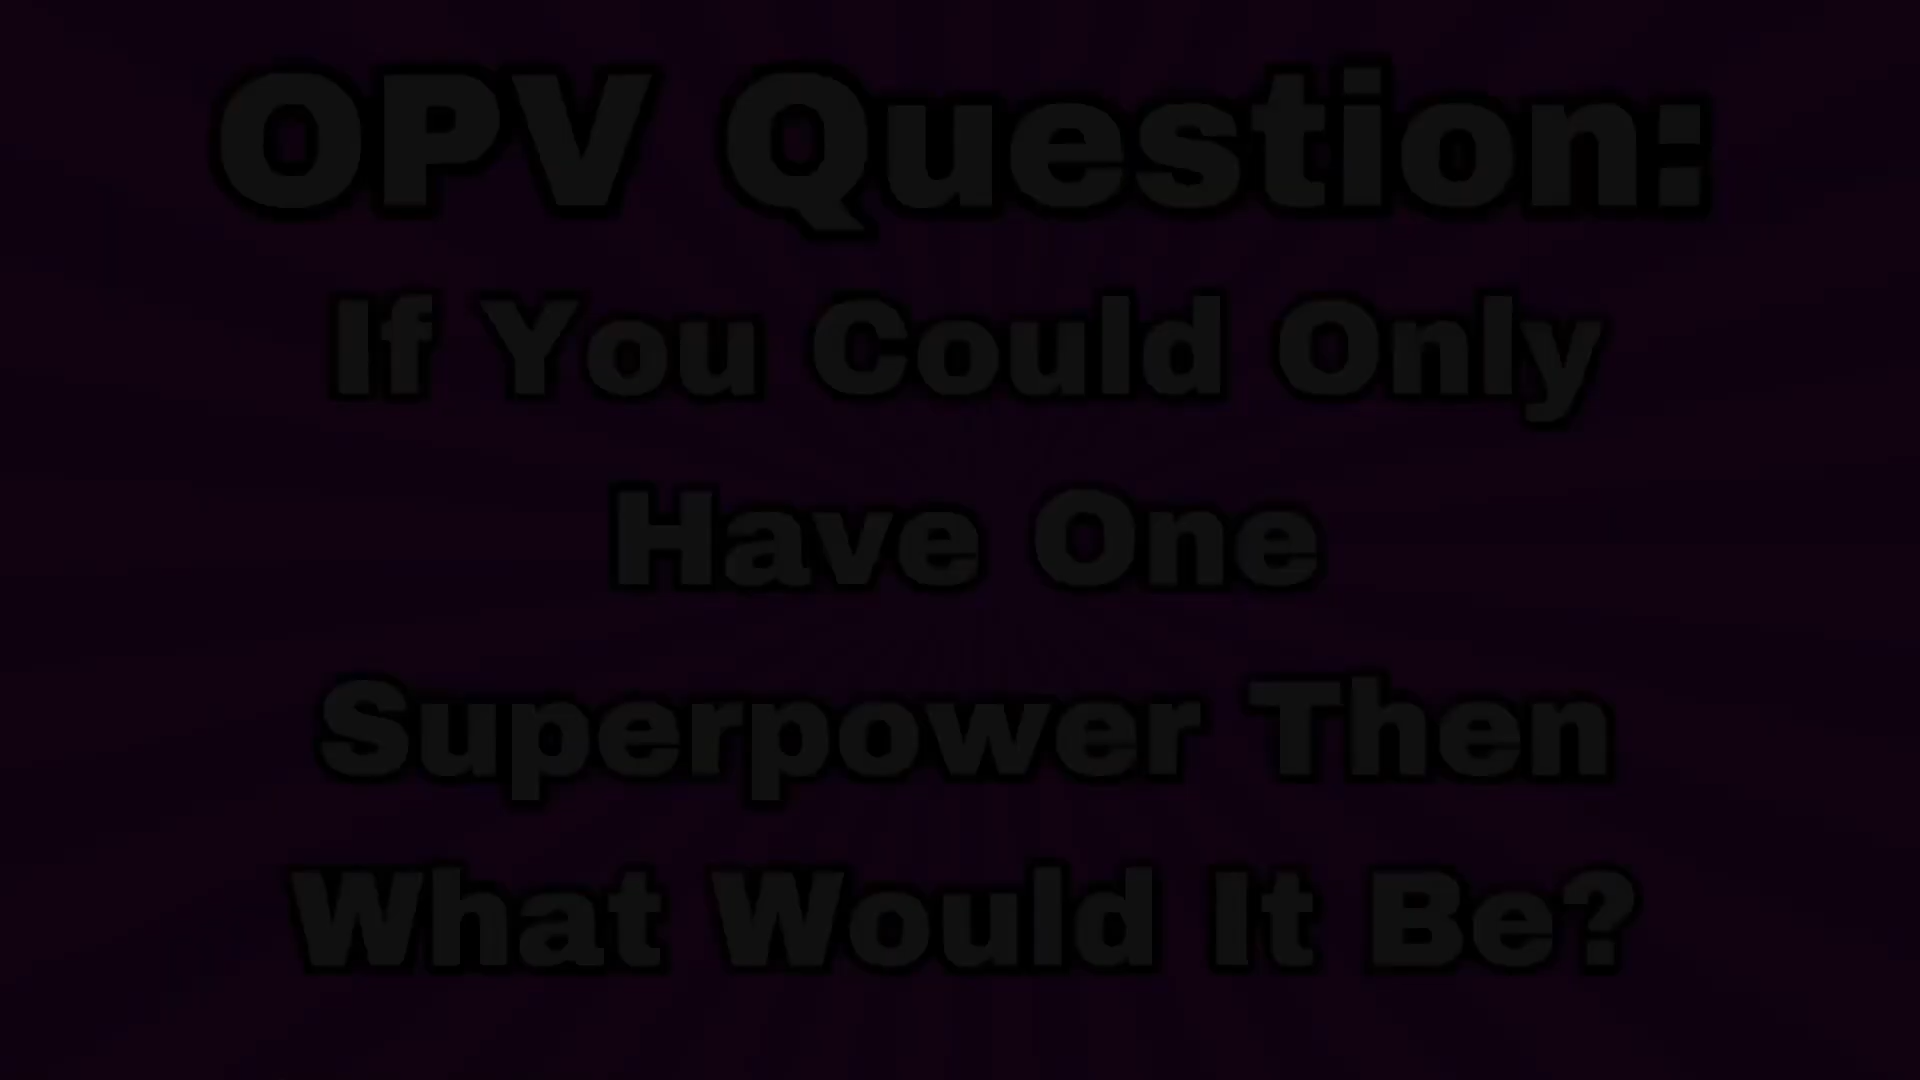 OPV Question:
If You Could Only
Have One
Superpower Then
What Would It Be?